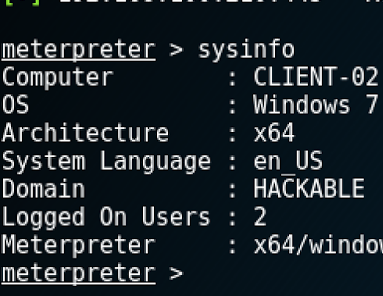 meterpreter > sysinfo
Computer : CLIENT-02
OS : Windows 7
Architecture : x64
System Language : en_US
Domain : HACKABLE
Logged On Users : 2
Meterpreter : x64/window
meterpreter >